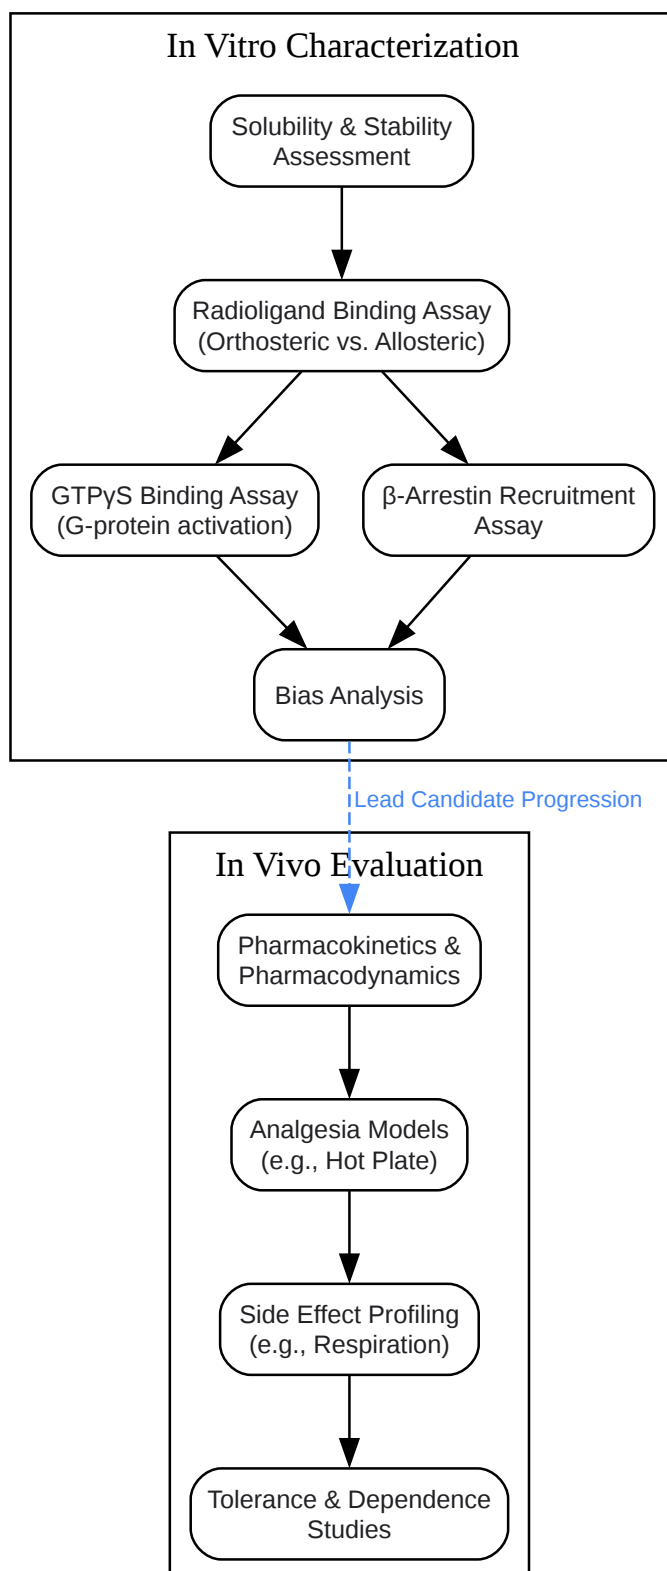 In Vitro Characterization
Solubility & Stability
Assessment
Radioligand Binding Assay
(Orthosteric vs. Allosteric)
GTPγS Binding Assay
(G-protein activation)
β-Arrestin Recruitment
Assay
Bias Analysis
Lead Candidate Progression
In Vivo Evaluation
Pharmacokinetics &
Pharmacodynamics
Analgesia Models
(e.g., Hot Plate)
Side Effect Profiling
(e.g., Respiration)
Tolerance & Dependence
Studies